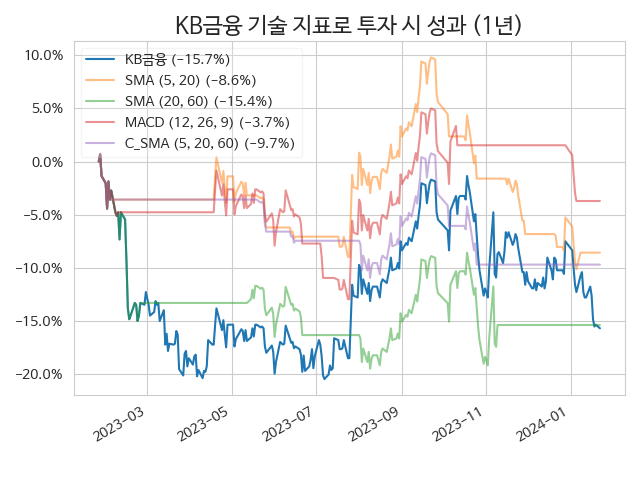 KB금융 기술 지표로 투자 시 성과 (1년)
10.0%
5.0%
0.0%
−5.0%
−10.0%
−15.0%
−20.0%
KB금융 (−15.7%)
SMA (5, 20) (−8.6%)
SMA (20, 60) (−15.4%)
MACD (12, 26, 9) (−3.7%)
C_SMA (5, 20, 60) (−9.7%)
2023−03
2023−05
2023−07
2023−09
2023−11
2024−01